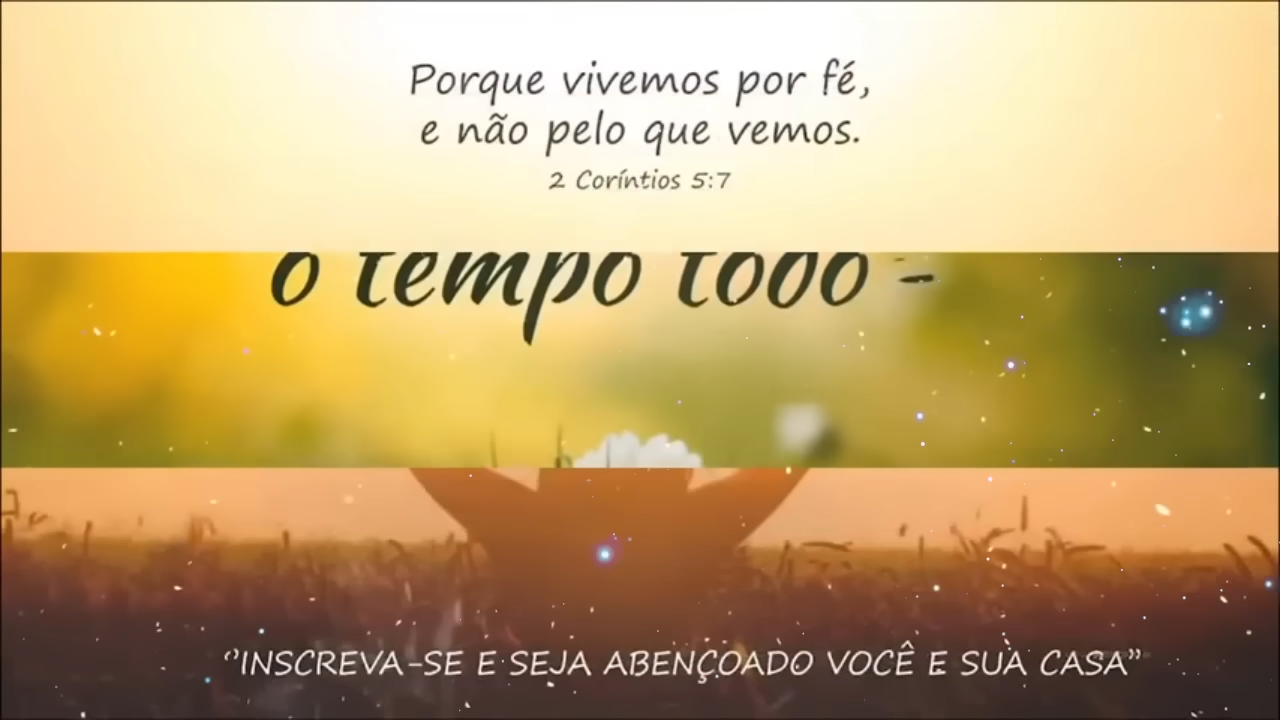 Porque vivemos por fé,
e não pelo que vemos.
2 Coríntios 5:7
o tempo todo -
"INSCREVA-SE E SEJA ABENÇOADO VOCÊ E SUA CASA"